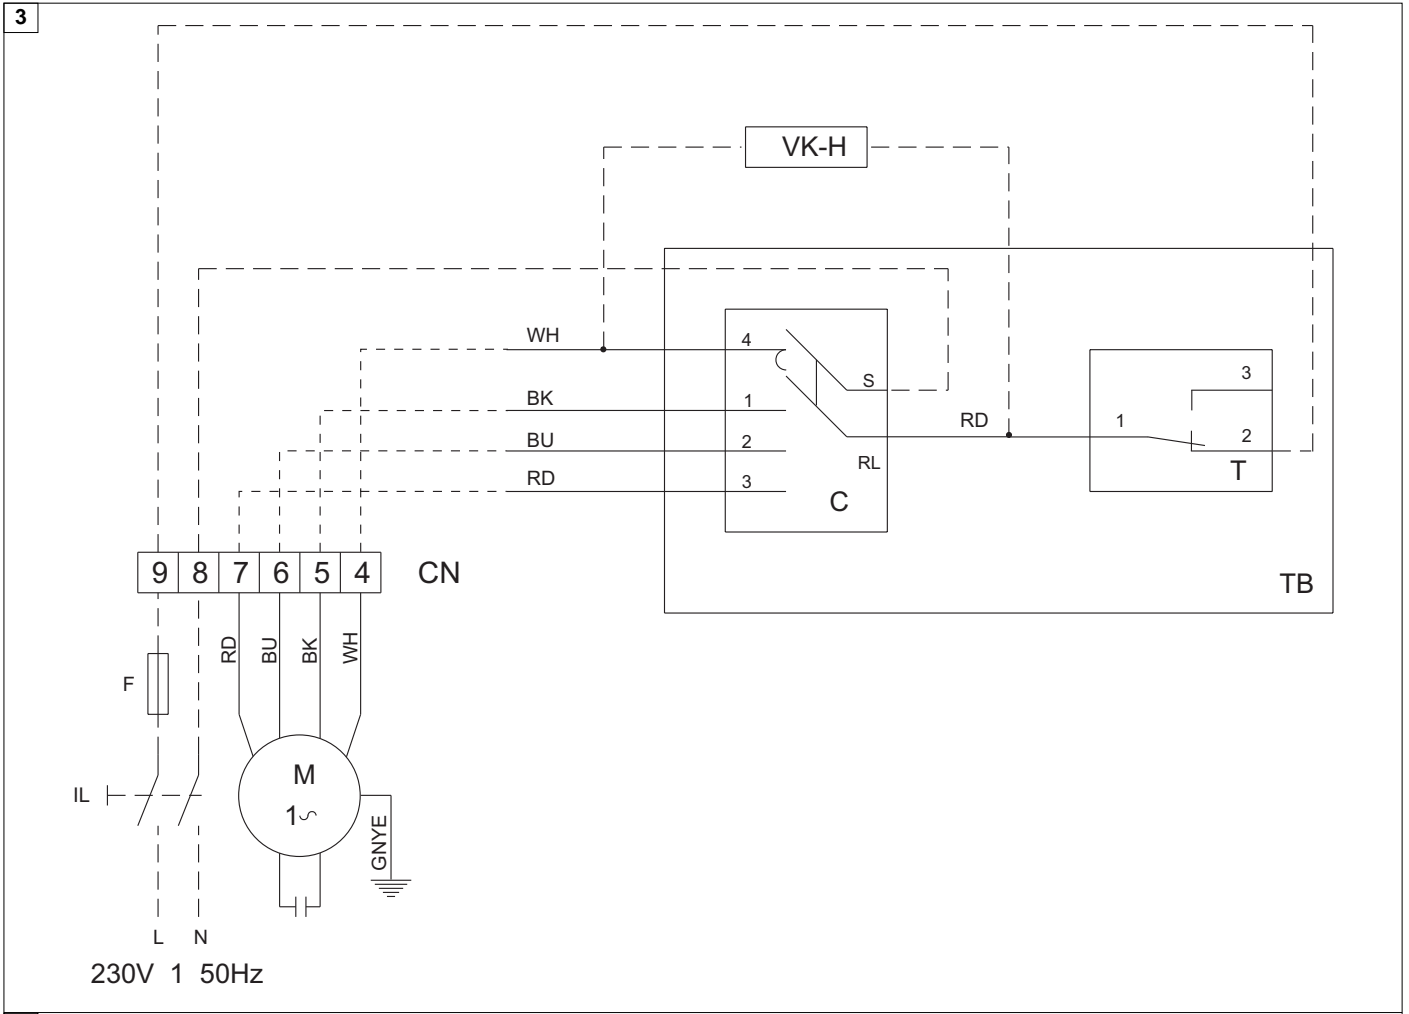 3
VK-H
WH
4
S
BK
1
RD
1
3
BU
2
2
RL
T
RD
3
C
9 8 7 6 5 4 CN
TB
RD BU BK WH
F
M
1~
IL
GNYE
L N
230V 1 50Hz